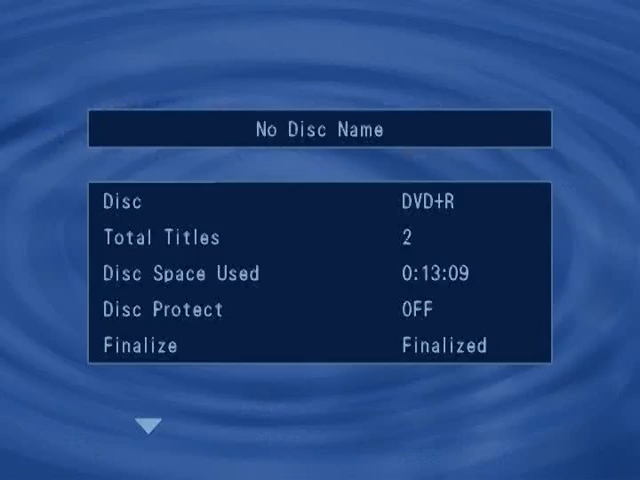 No Disc Name
Disc DVD+R
Total Titles 2
Disc Space Used 0:13:09
Disc Protect OFF
Finalize Finalized